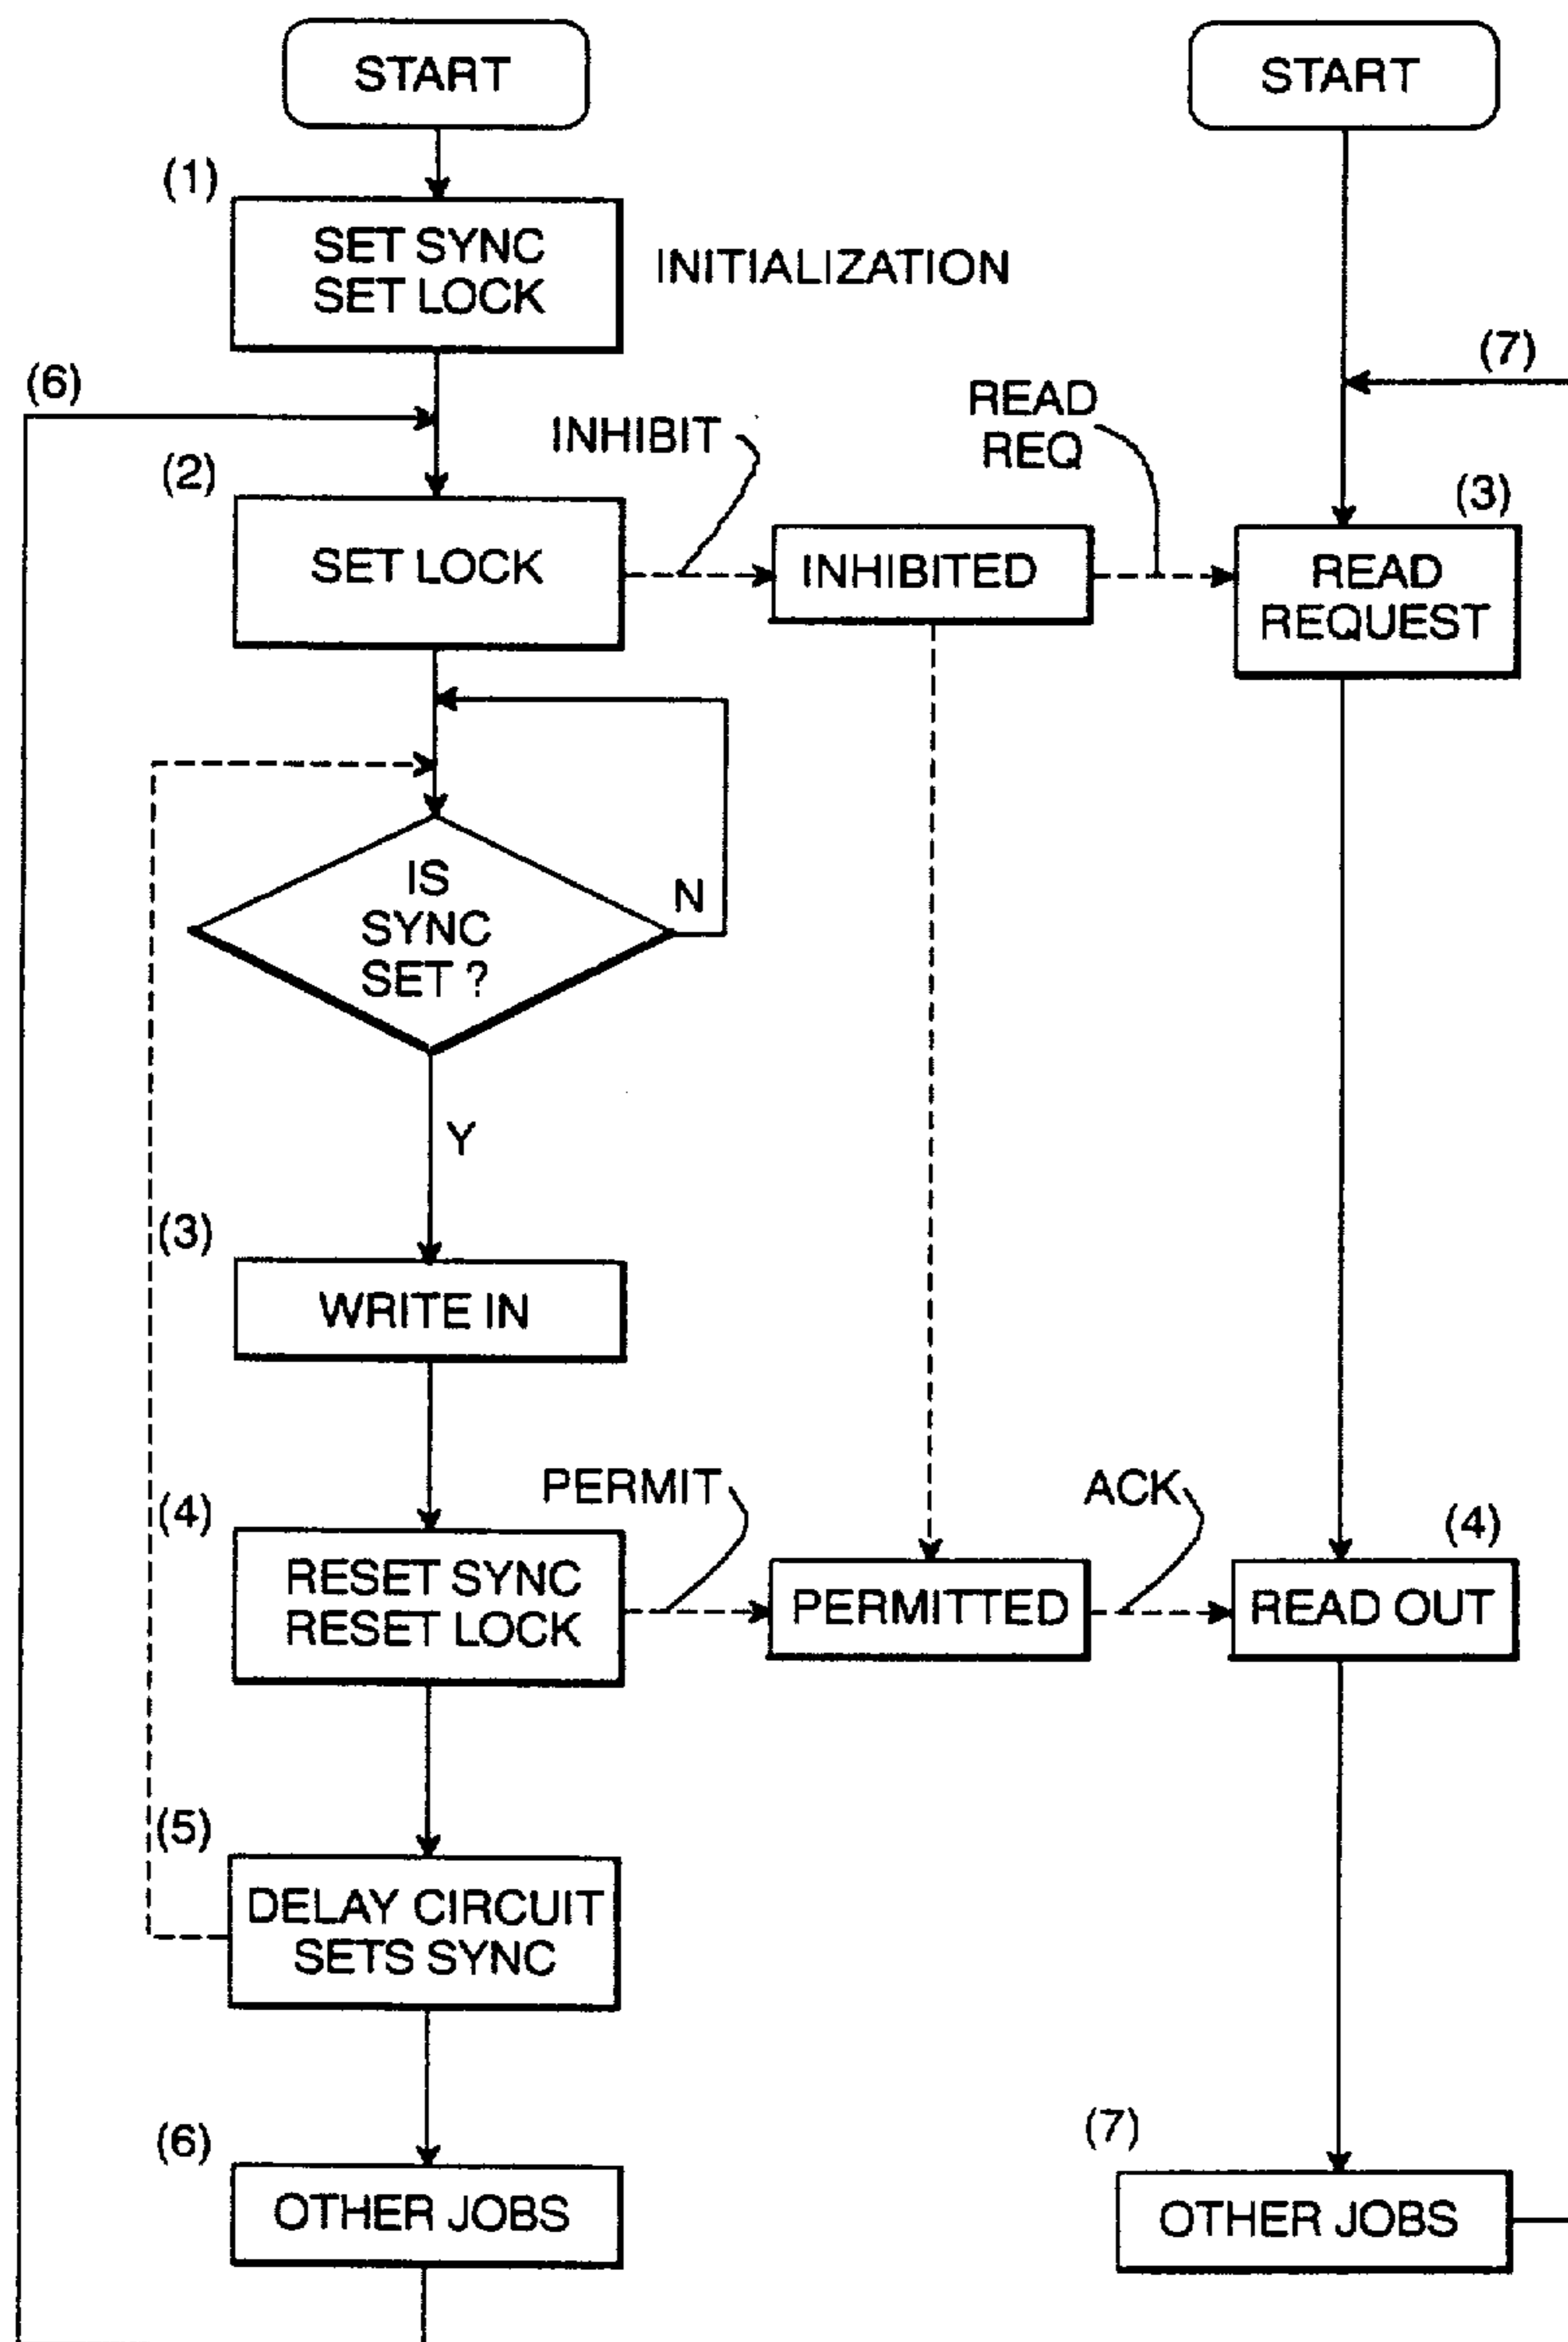 START
START
(1)
SET SYNC
SET LOCK
INITIALIZATION
(6)
(7)
READ
REQ
INHIBIT
(2)
SET LOCK
INHIBITED
(3)
READ
REQUEST
IS
SYNC
SET ?
N
Y
(3)
WRITE IN
PERMIT
ACK
(4)
RESET SYNC
RESET LOCK
PERMITTED
(4)
READ OUT
(5)
DELAY CIRCUIT
SETS SYNC
(6)
OTHER JOBS
(7)
OTHER JOBS